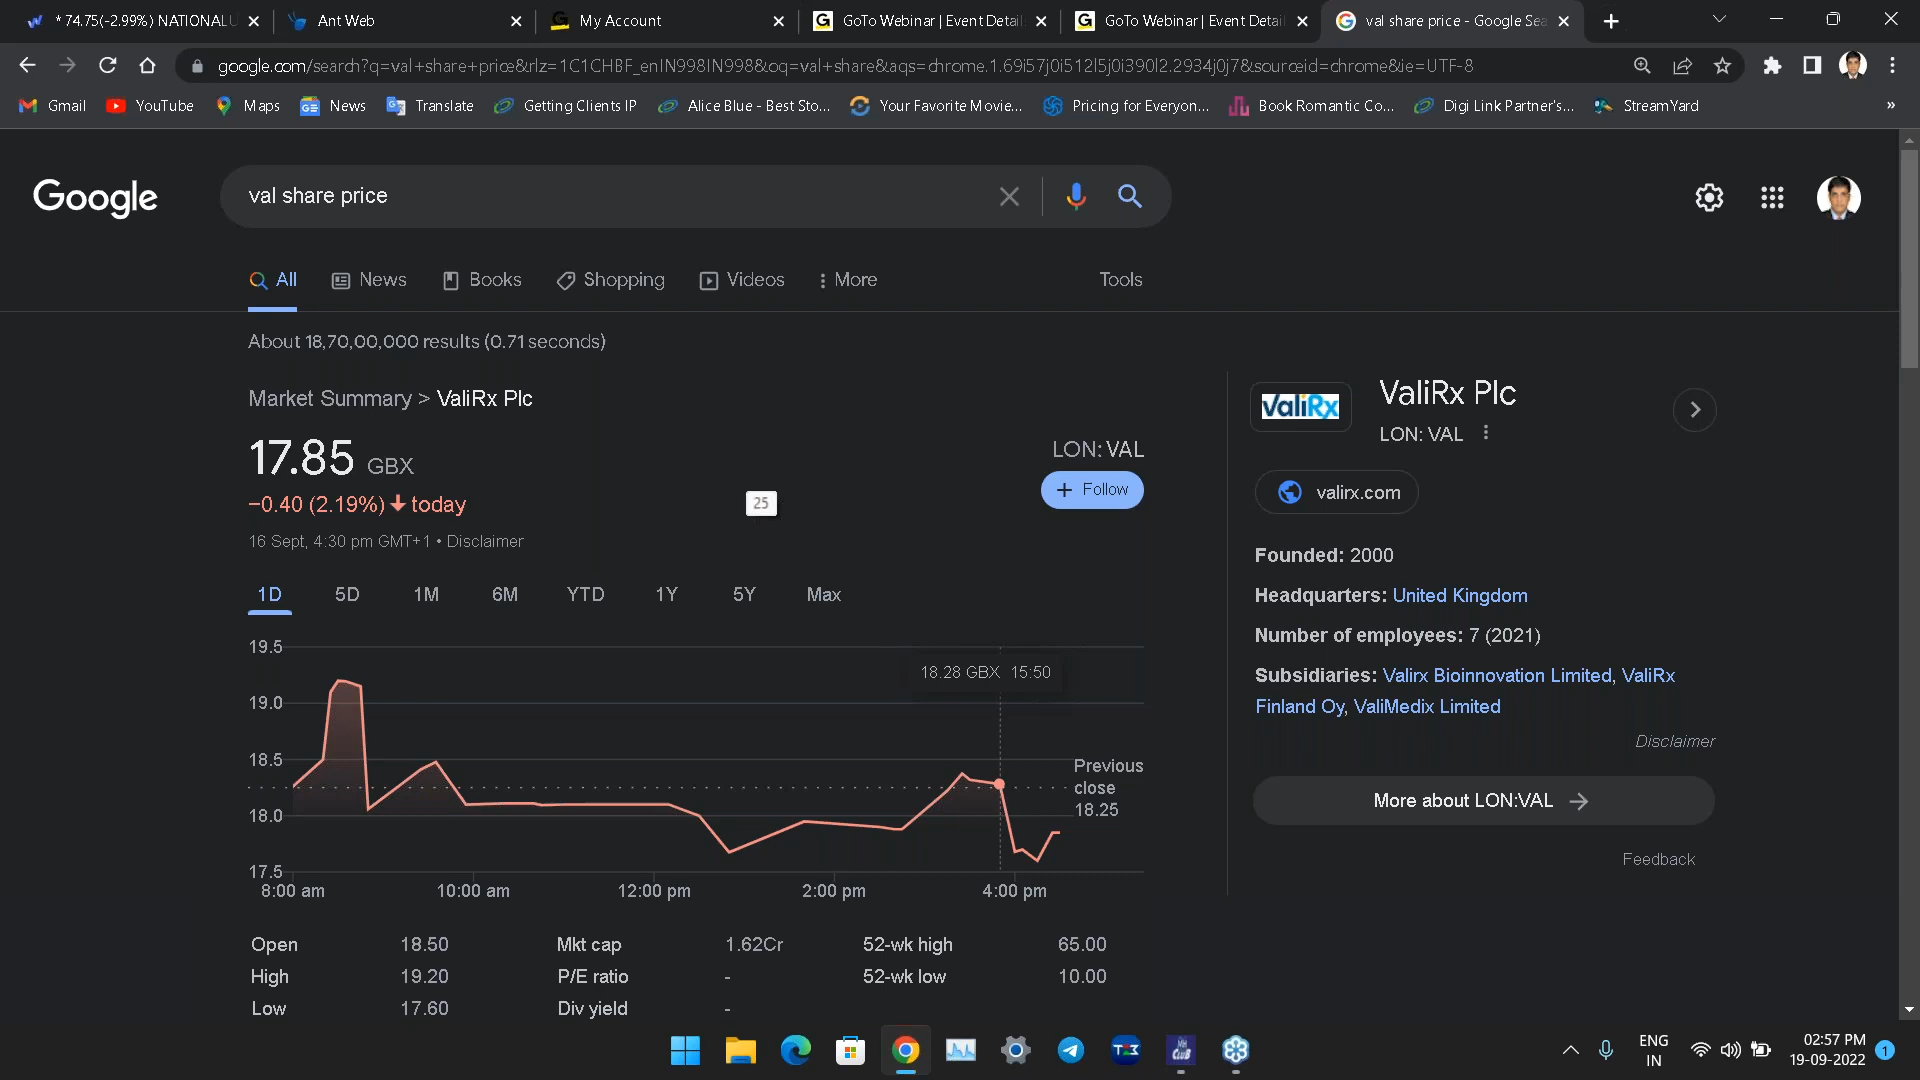 * 74.75(-2.99%) NATIONALU
Ant Web
My Account
GoTo Webinar | Event Detail
GoTo Webinar | Event Detail
val share price - Google Sea
google.com/search?q=val+share+price&rlz=1C1CHBF_enIN998IN998&oq=val+share&aqs=chrome.1.69i57j0i512l5j0i390l2.2934j0j7&sourceid=chrome&ie=UTF-8
Gmail
YouTube
Maps
News
Translate
Getting Clients IP
Alice Blue - Best Sto...
Your Favorite Movie...
Pricing for Everyon...
Book Romantic Co...
Digi Link Partner's...
StreamYard
»
Google
val share price
All
News
Books
Shopping
Videos
More
Tools
About 18,70,00,000 results (0.71 seconds)
Market Summary > ValiRx Plc
17.85 GBX
LON: VAL
−0.40 (2.19%) today
+ Follow
25
16 Sept, 4:30 pm GMT+1 • Disclaimer
1D 5D 1M 6M YTD 1Y 5Y Max
19.5
18.28 GBX 15:50
19.0
18.5
Previous
close
18.25
18.0
17.5
8:00 am 10:00 am 12:00 pm 2:00 pm 4:00 pm
Open 18.50 Mkt cap 1.62Cr 52-wk high 65.00
High 19.20 P/E ratio - 52-wk low 10.00
Low 17.60 Div yield -
ValiRx
ValiRx Plc
LON: VAL
valirx.com
Founded: 2000
Headquarters: United Kingdom
Number of employees: 7 (2021)
Subsidiaries: Valirx Bioinnovation Limited, ValiRx
Finland Oy, ValiMedix Limited
Disclaimer
More about LON:VAL
Feedback
CLUB
ENG
IN
02:57 PM
19-09-2022
1